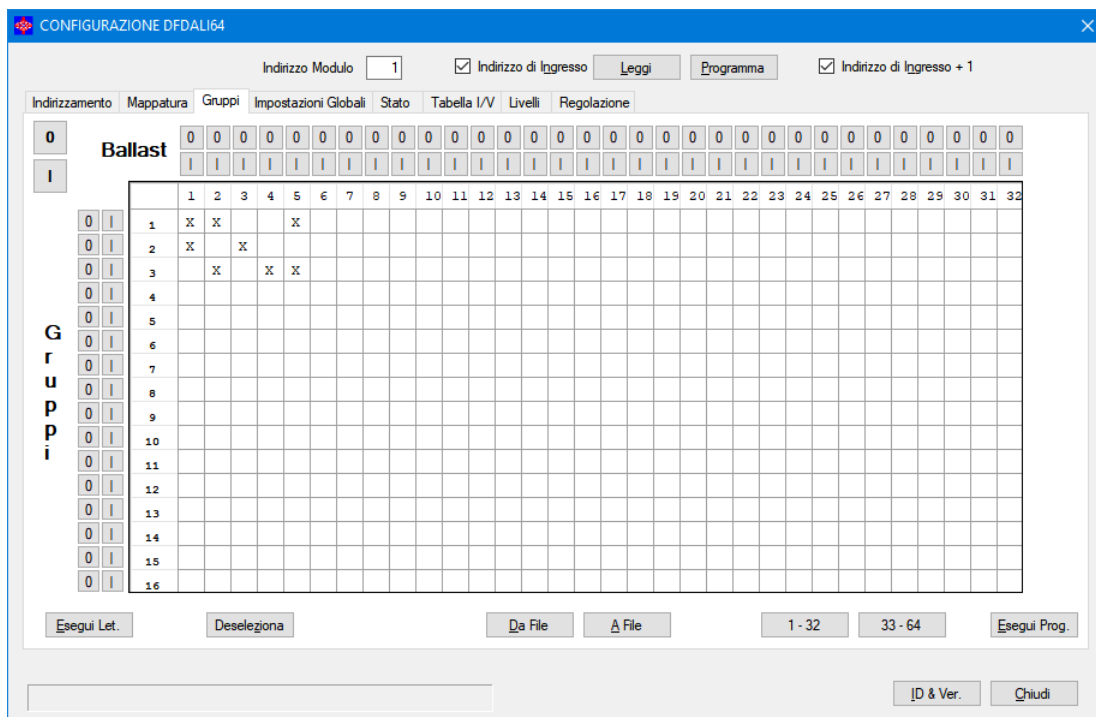 CONFIGURAZIONE DFDALI64
Indirizzo Modulo 1 Indirizzo di Ingresso Leggi Programma Indirizzo di Ingresso + 1
Indirizzamento Mappatura Gruppi Impostazioni Globali Stato Tabella I/V Livelli Regolazione
0 Ballast 0 0 0 0 0 0 0 0 0 0 0 0 0 0 0 0 0 0 0 0 0 0 0 0 0 0 0 0 0 0 0 0
I I I I I I I I I I I I I I I I I I I I I I I I I I I I I I I I I
1 2 3 4 5 6 7 8 9 10 11 12 13 14 15 16 17 18 19 20 21 22 23 24 25 26 27 28 29 30 31 32
0 I 1 X X X
0 I 2 X X
0 I 3 X X X
0 I 4
0 I 5
0 I 6
0 I 7
0 I 8
0 I 9
0 I 10
0 I 11
0 I 12
0 I 13
0 I 14
0 I 15
0 I 16
Gruppi
Esegui Let. Deseleziona Da File A File 1 - 32 33 - 64 Esegui Prog.
ID & Ver. Chiudi